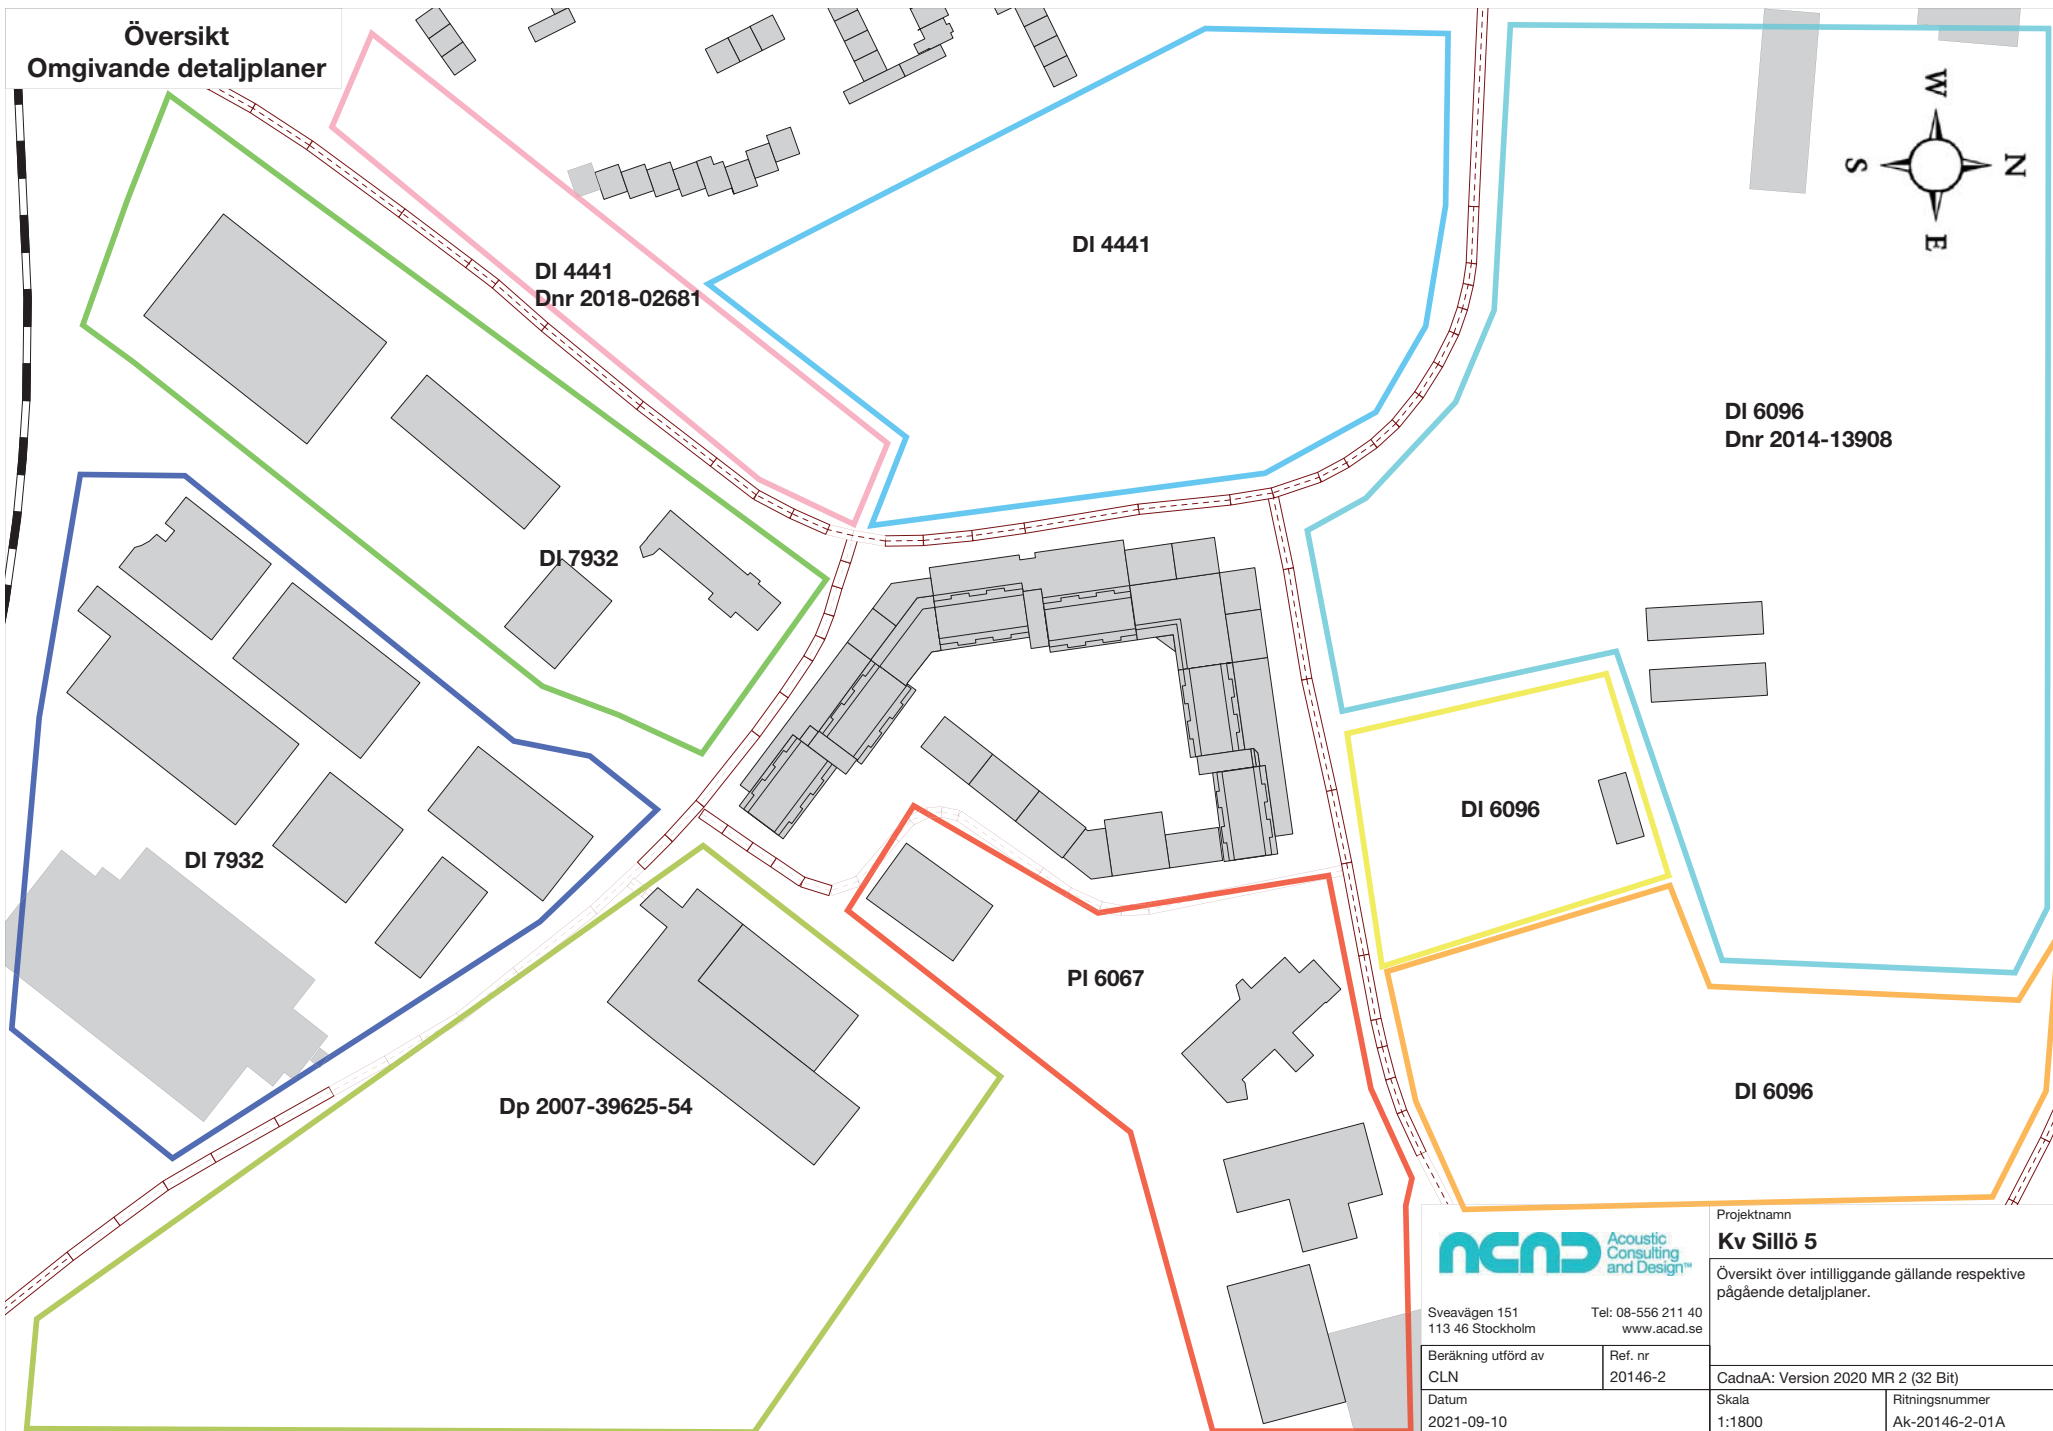 Översikt
Omgivande detaljplaner
W
S
N
E
Dl 4441
Dl 4441
Dnr 2018-02681
Dl 6096
Dnr 2014-13908
Dl 7932
Dl 6096
Dl 7932
Pl 6067
Dp 2007-39625-54
Dl 6096
ACAD
Acoustic
Consulting
and Design™
Sveavägen 151
113 46 Stockholm
Tel: 08-556 211 40
www.acad.se
Projektnamn
Kv Sillö 5
Översikt över intilliggande gällande respektive
pågående detaljplaner.
Beräkning utförd av
CLN
Ref. nr
20146-2
CadnaA: Version 2020 MR 2 (32 Bit)
Datum
2021-09-10
Skala
1:1800
Ritningsnummer
Ak-20146-2-01A